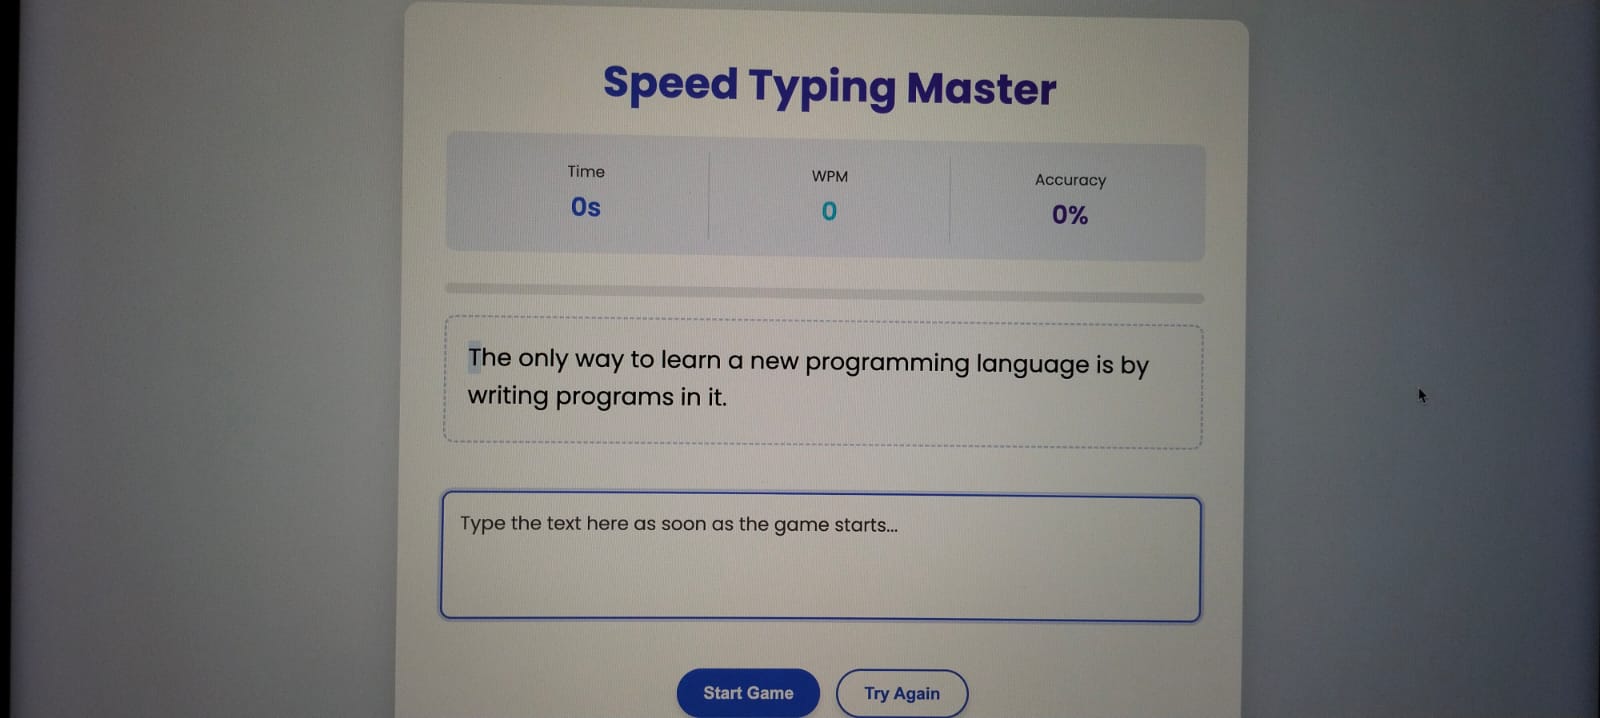 Speed Typing Master
Time
WPM
Accuracy
0s
0
0%
The only way to learn a new programming language is by
writing programs in it.
Type the text here as soon as the game starts...
Start Game
Try Again